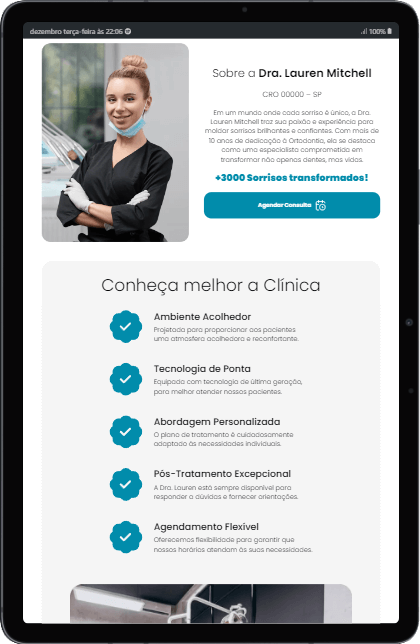 dezembro terça-feira às 22:06
100%
Sobre a Dra. Lauren Mitchell
CRO 00000 – SP
Em um mundo onde cada sorriso é único, a Dra.
Lauren Mitchell traz sua paixão e experiência para
moldar sorrisos brilhantes e confiantes. Com mais de
10 anos de dedicação à Ortodontia, ela se destaca
como uma especialista comprometida em
transformar não apenas dentes, mas vidas.
+3000 Sorrisos transformados!
Agendar Consulta
Conheça melhor a Clínica
Ambiente Acolhedor
Projetada para proporcionar aos pacientes
uma atmosfera acolhedora e reconfortante.
Tecnologia de Ponta
Equipada com tecnologia de última geração,
para melhor atender nossos pacientes.
Abordagem Personalizada
O plano de tratamento é cuidadosamente
adaptado às necessidades individuais.
Pós-Tratamento Excepcional
A Dra. Lauren está sempre disponível para
responder a dúvidas e fornecer orientações.
Agendamento Flexível
Oferecemos flexibilidade para garantir que
nossos horários atendam às suas necessidades.